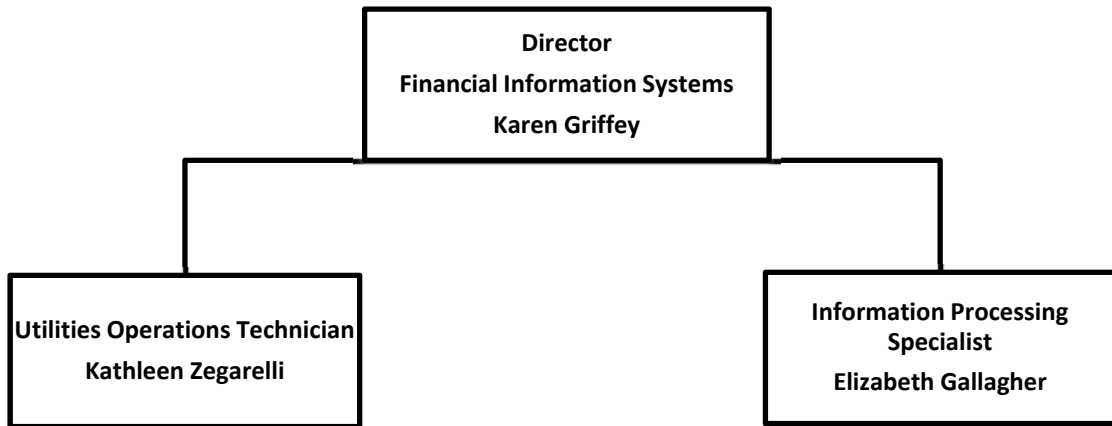 Director
Financial Information Systems
Karen Griffey
Utilities Operations Technician
Kathleen Zegarelli
Information Processing
Specialist
Elizabeth Gallagher